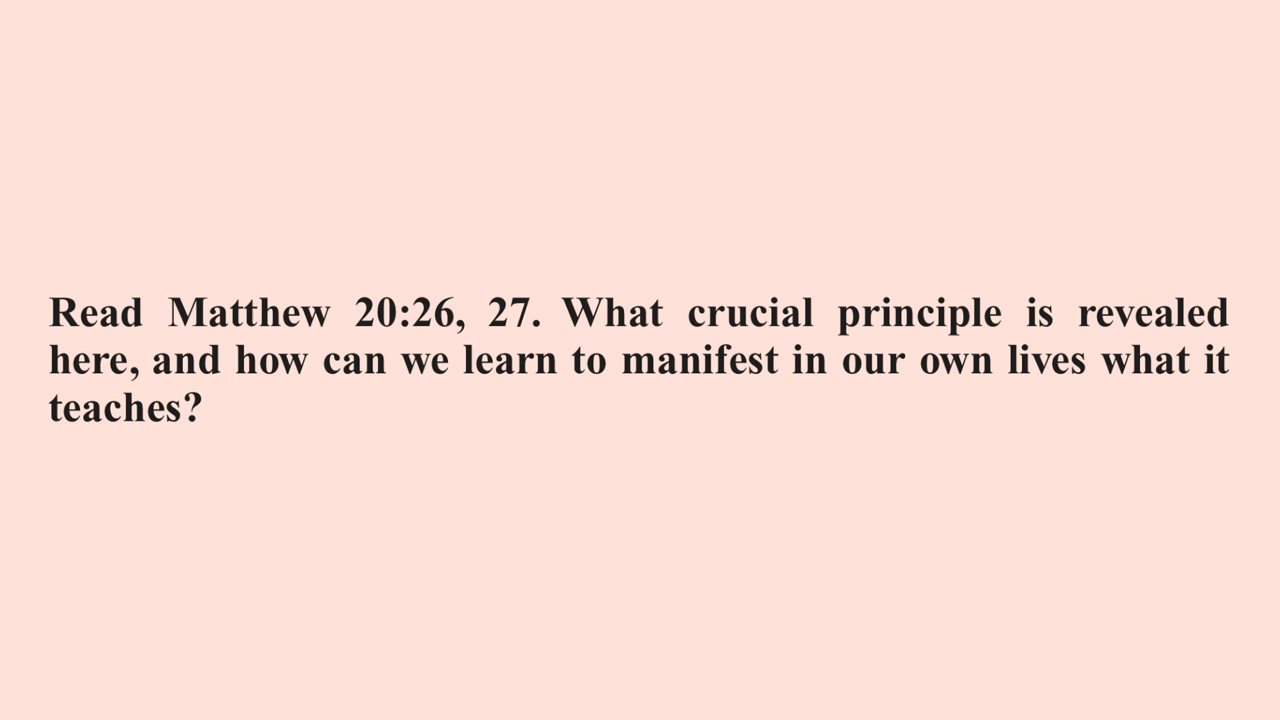 Read Matthew 20:26, 27. What crucial principle is revealed
here, and how can we learn to manifest in our own lives what it
teaches?